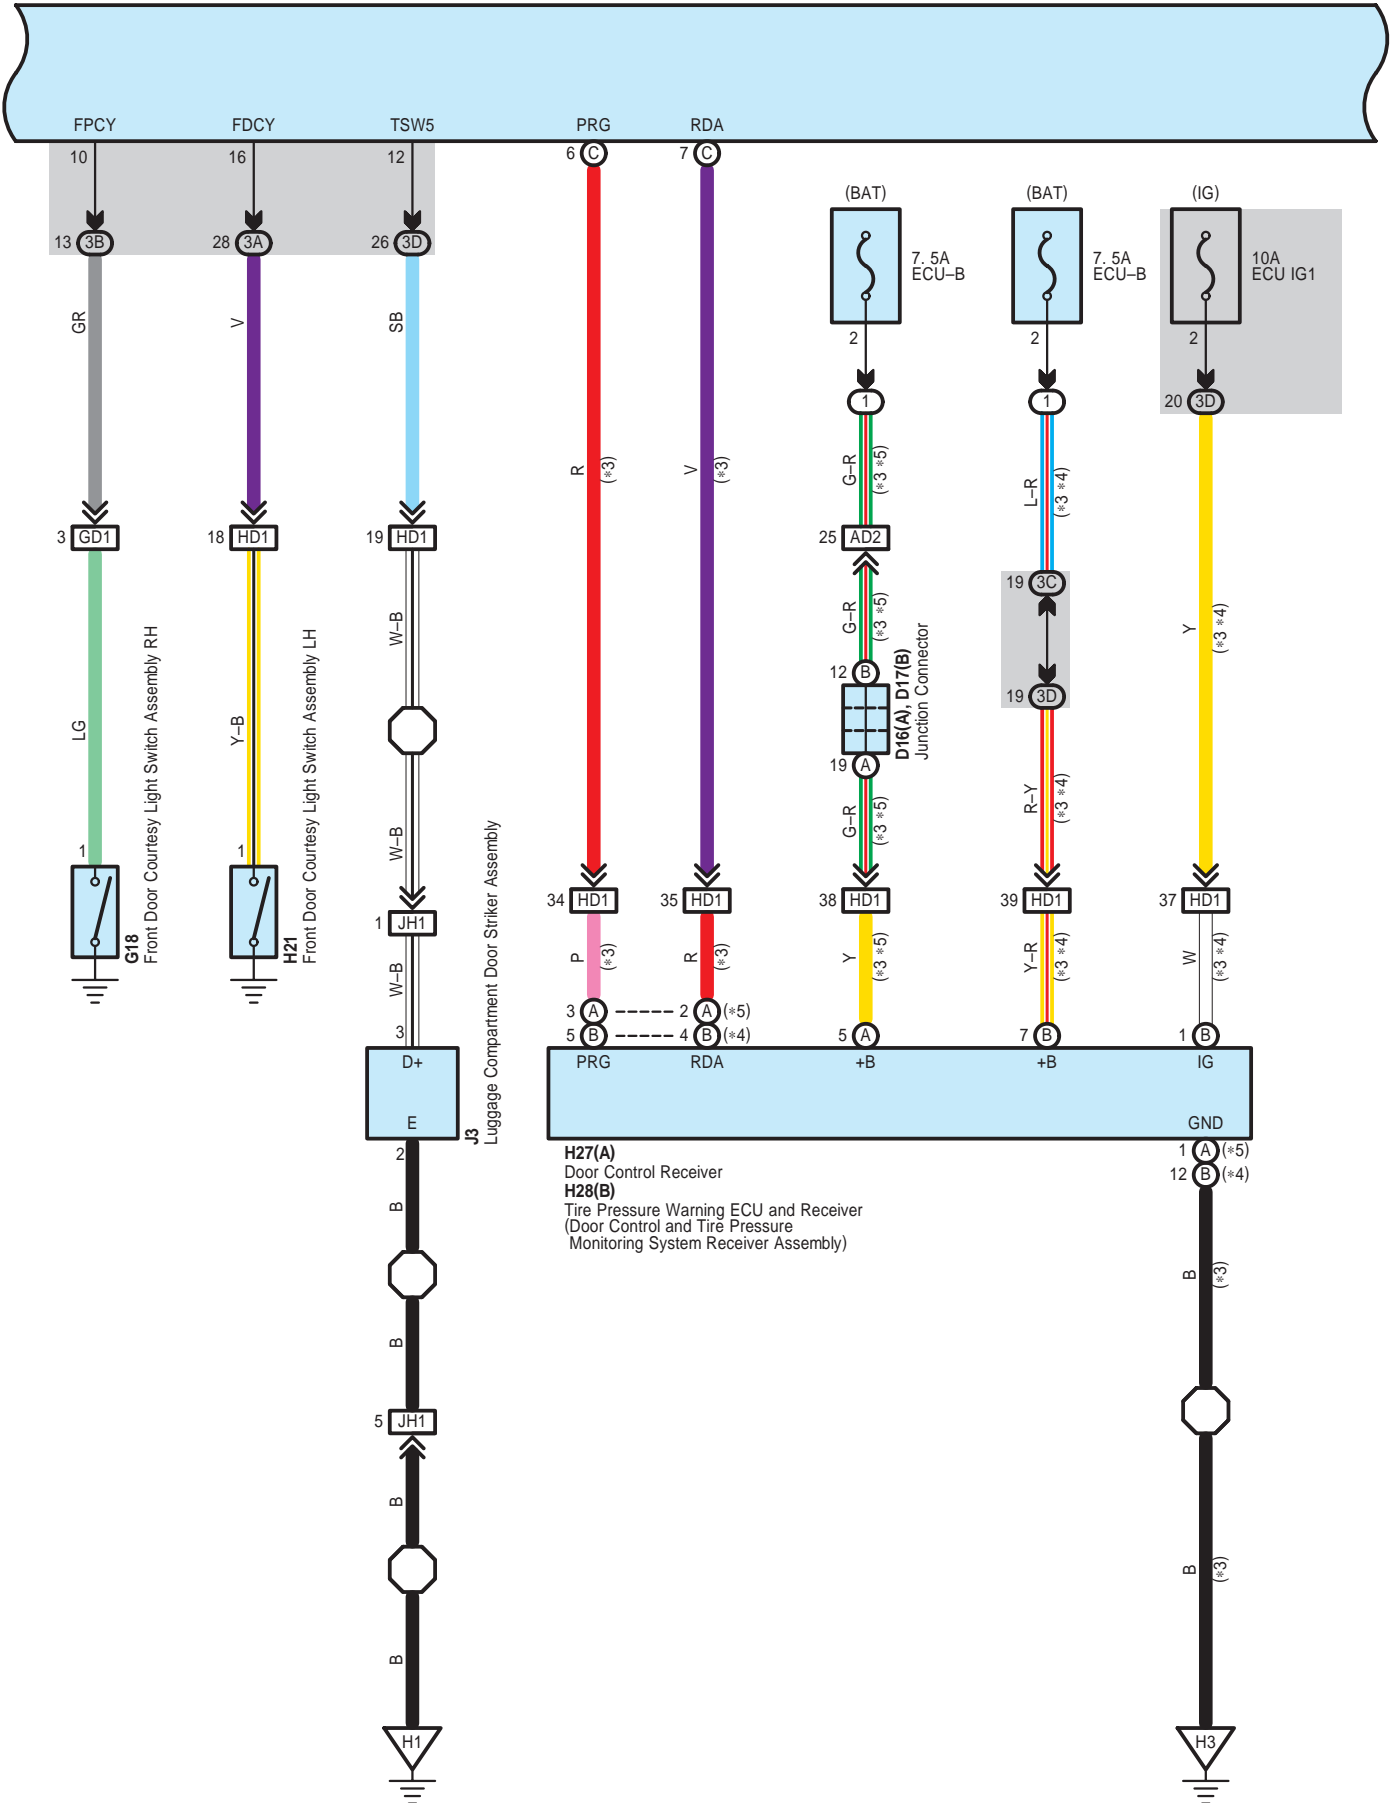 FPCY FDCY TSW5 PRG RDA
10 16 12 6 C 7 C
(BAT) (BAT) (IG)
13 3B 28 3A 26 3D
7. 5A
ECU–B
7. 5A
ECU–B
10A
ECU IG1
GR V SB
2 2 2
1 1 20 3D
R (*3) V (*3) G–R (*3 *5) L–R (*3 *4)
3 GD1 18 HD1 19 HD1 25 AD2
19 3C
W–B G–R (*3 *5) Y (*3 *4)
12 B
19 3D
D16(A), D17(B)
Junction Connector
LG Y–B
19 A
W–B G–R (*3 *5) R–Y (*3 *4)
1 1
G18
Front Door Courtesy Light Switch Assembly RH
H21
Front Door Courtesy Light Switch Assembly LH
34 HD1 35 HD1 38 HD1 39 HD1 37 HD1
1 JH1
W–B P (*3) R (*3) Y (*3 *5) Y–R (*3 *4) W (*3 *4)
3 A 2 A (*5)
3 5 B 4 B (*4) 5 A 7 B 1 B
D+ PRG RDA +B +B IG
E GND
J3
Luggage Compartment Door Striker Assembly
2 1 A (*5)
12 B (*4)
H27(A)
Door Control Receiver
H28(B)
Tire Pressure Warning ECU and Receiver
(Door Control and Tire Pressure
Monitoring System Receiver Assembly)
B
B (*3)
B
5 JH1
B
B (*3)
B
H1 H3